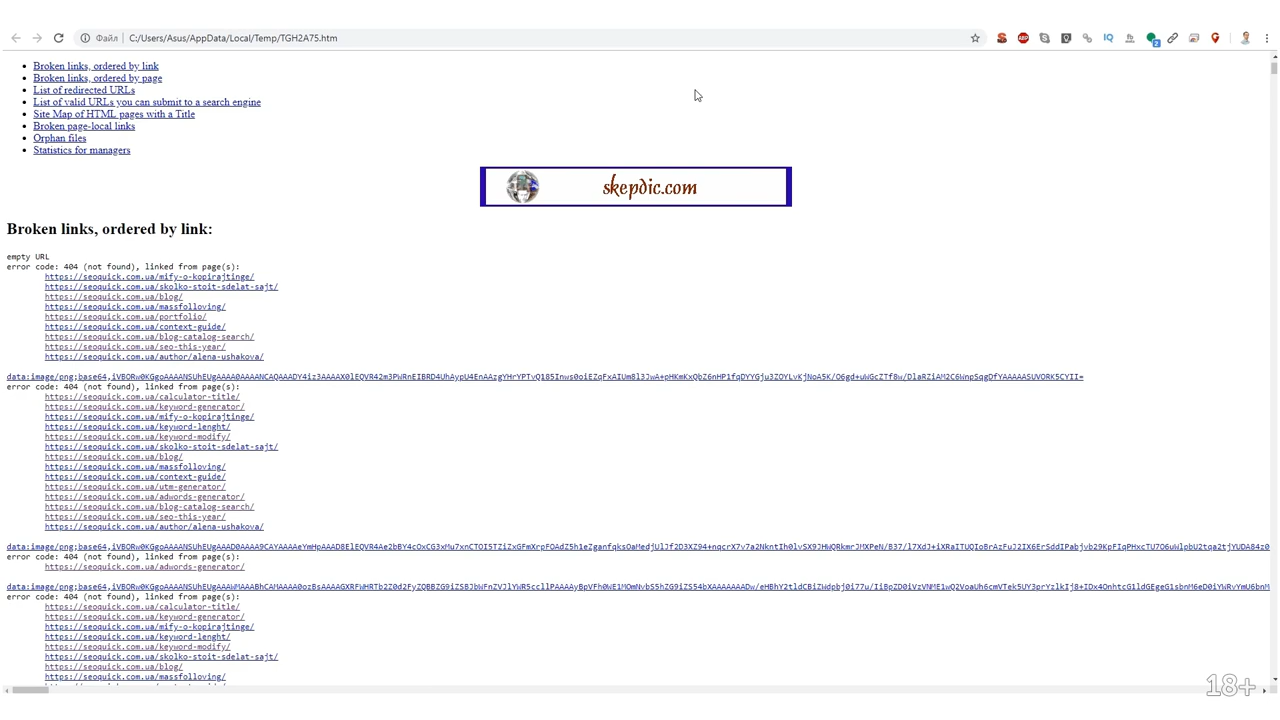 Файл C:/Users/Asus/AppData/Local/Temp/TGH2A75.htm
Broken links, ordered by link
Broken links, ordered by page
List of redirected URLs
List of valid URLs you can submit to a search engine
Site Map of HTML pages with a Title
Broken page-local links
Orphan files
Statistics for managers
skepdic.com
Broken links, ordered by link:
empty URL
error code: 404 (not found), linked from page(s):
https://seoquick.com.ua/mify-o-kopirajtinge/
https://seoquick.com.ua/skolko-stoit-sdelat-sajt/
https://seoquick.com.ua/blog/
https://seoquick.com.ua/massfolloving/
https://seoquick.com.ua/portfolio/
https://seoquick.com.ua/context-guide/
https://seoquick.com.ua/blog-catalog-search/
https://seoquick.com.ua/seo-this-year/
https://seoquick.com.ua/author/alena-ushakova/
error code: 404 (not found), linked from page(s):
https://seoquick.com.ua/calculator-title/
https://seoquick.com.ua/keyword-generator/
https://seoquick.com.ua/mify-o-kopirajtinge/
https://seoquick.com.ua/keyword-lenght/
https://seoquick.com.ua/keyword-modify/
https://seoquick.com.ua/skolko-stoit-sdelat-sajt/
https://seoquick.com.ua/blog/
https://seoquick.com.ua/massfolloving/
https://seoquick.com.ua/context-guide/
https://seoquick.com.ua/utm-generator/
https://seoquick.com.ua/adwords-generator/
https://seoquick.com.ua/blog-catalog-search/
https://seoquick.com.ua/seo-this-year/
https://seoquick.com.ua/author/alena-ushakova/
error code: 404 (not found), linked from page(s):
https://seoquick.com.ua/adwords-generator/
error code: 404 (not found), linked from page(s):
https://seoquick.com.ua/calculator-title/
https://seoquick.com.ua/keyword-generator/
https://seoquick.com.ua/mify-o-kopirajtinge/
https://seoquick.com.ua/keyword-lenght/
https://seoquick.com.ua/keyword-modify/
https://seoquick.com.ua/skolko-stoit-sdelat-sajt/
https://seoquick.com.ua/blog/
https://seoquick.com.ua/massfolloving/
18+